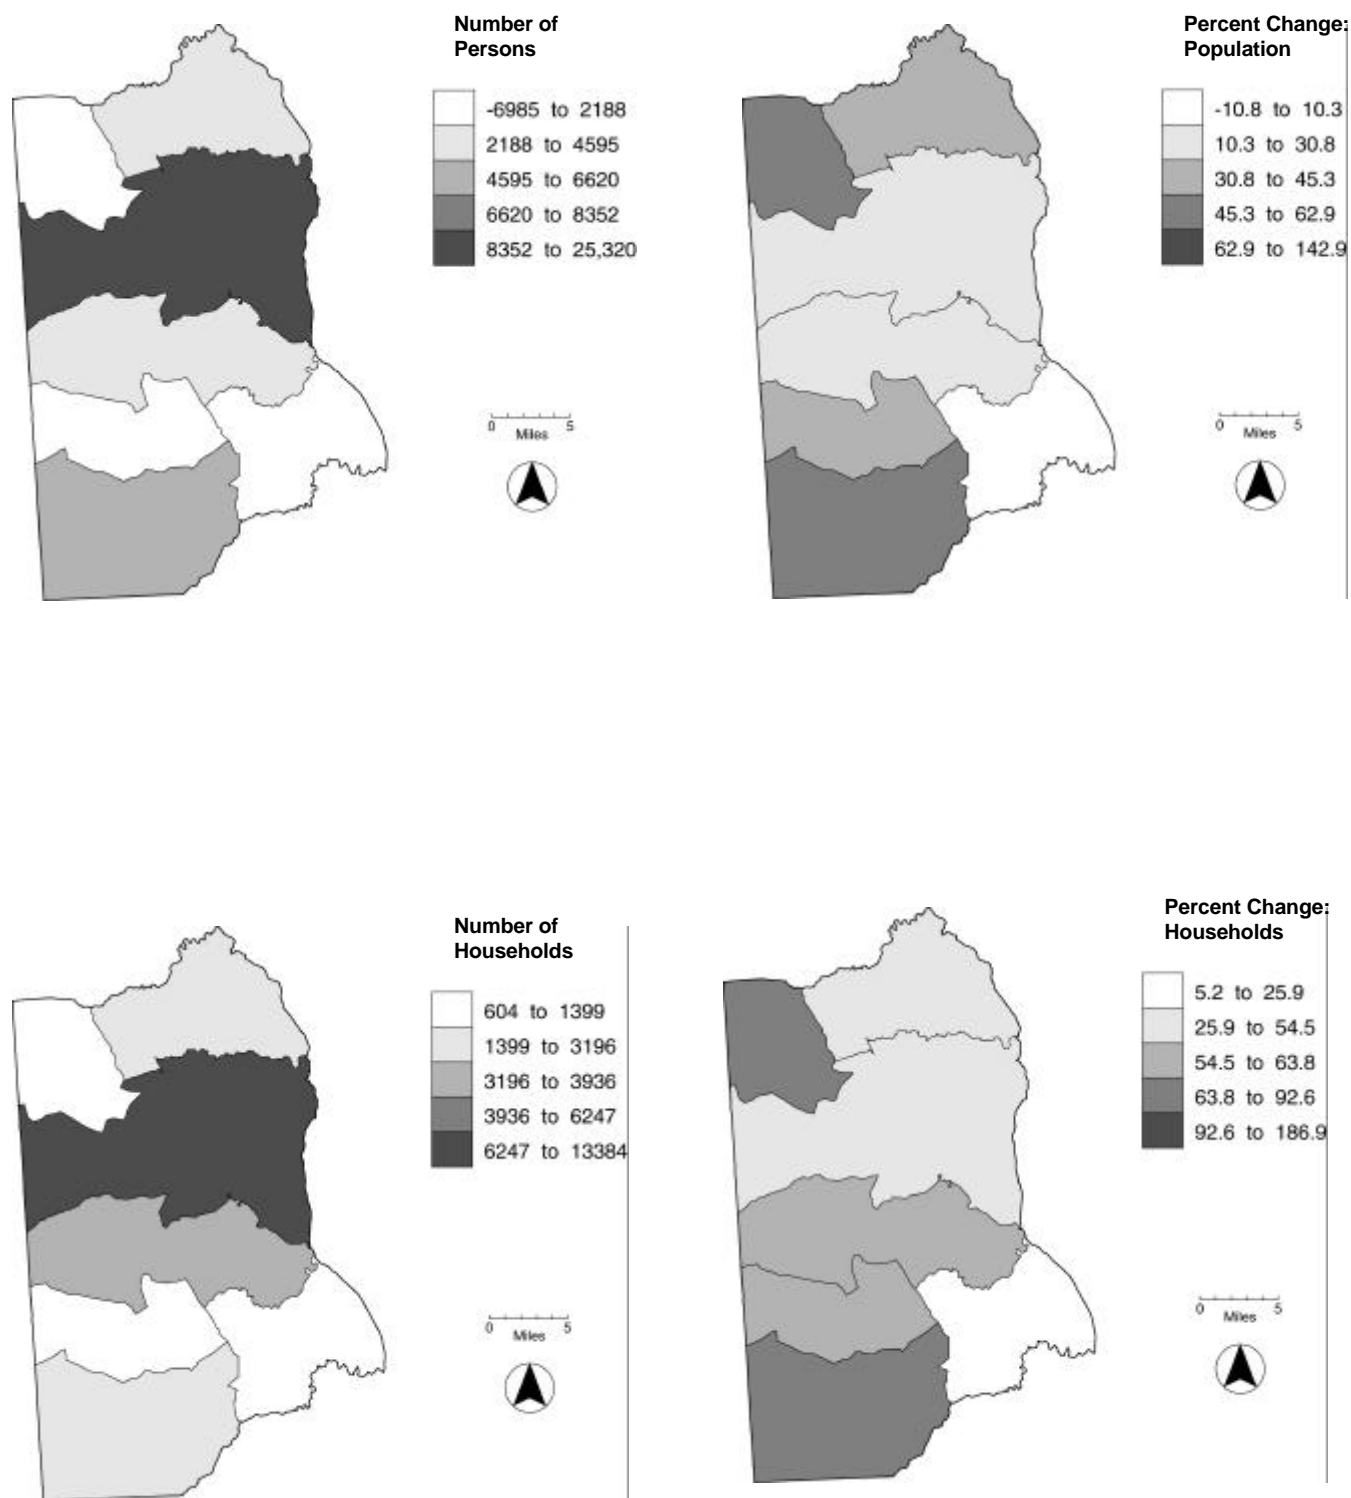 Number of
Persons
-6985 to 2188
2188 to 4595
4595 to 6620
6620 to 8352
8352 to 25,320
0 5
Miles
Percent Change:
Population
-10.8 to 10.3
10.3 to 30.8
30.8 to 45.3
45.3 to 62.9
62.9 to 142.9
0 5
Miles
Number of
Households
604 to 1399
1399 to 3196
3196 to 3936
3936 to 6247
6247 to 13384
0 5
Miles
Percent Change:
Households
5.2 to 25.9
25.9 to 54.5
54.5 to 63.8
63.8 to 92.6
92.6 to 186.9
0 5
Miles